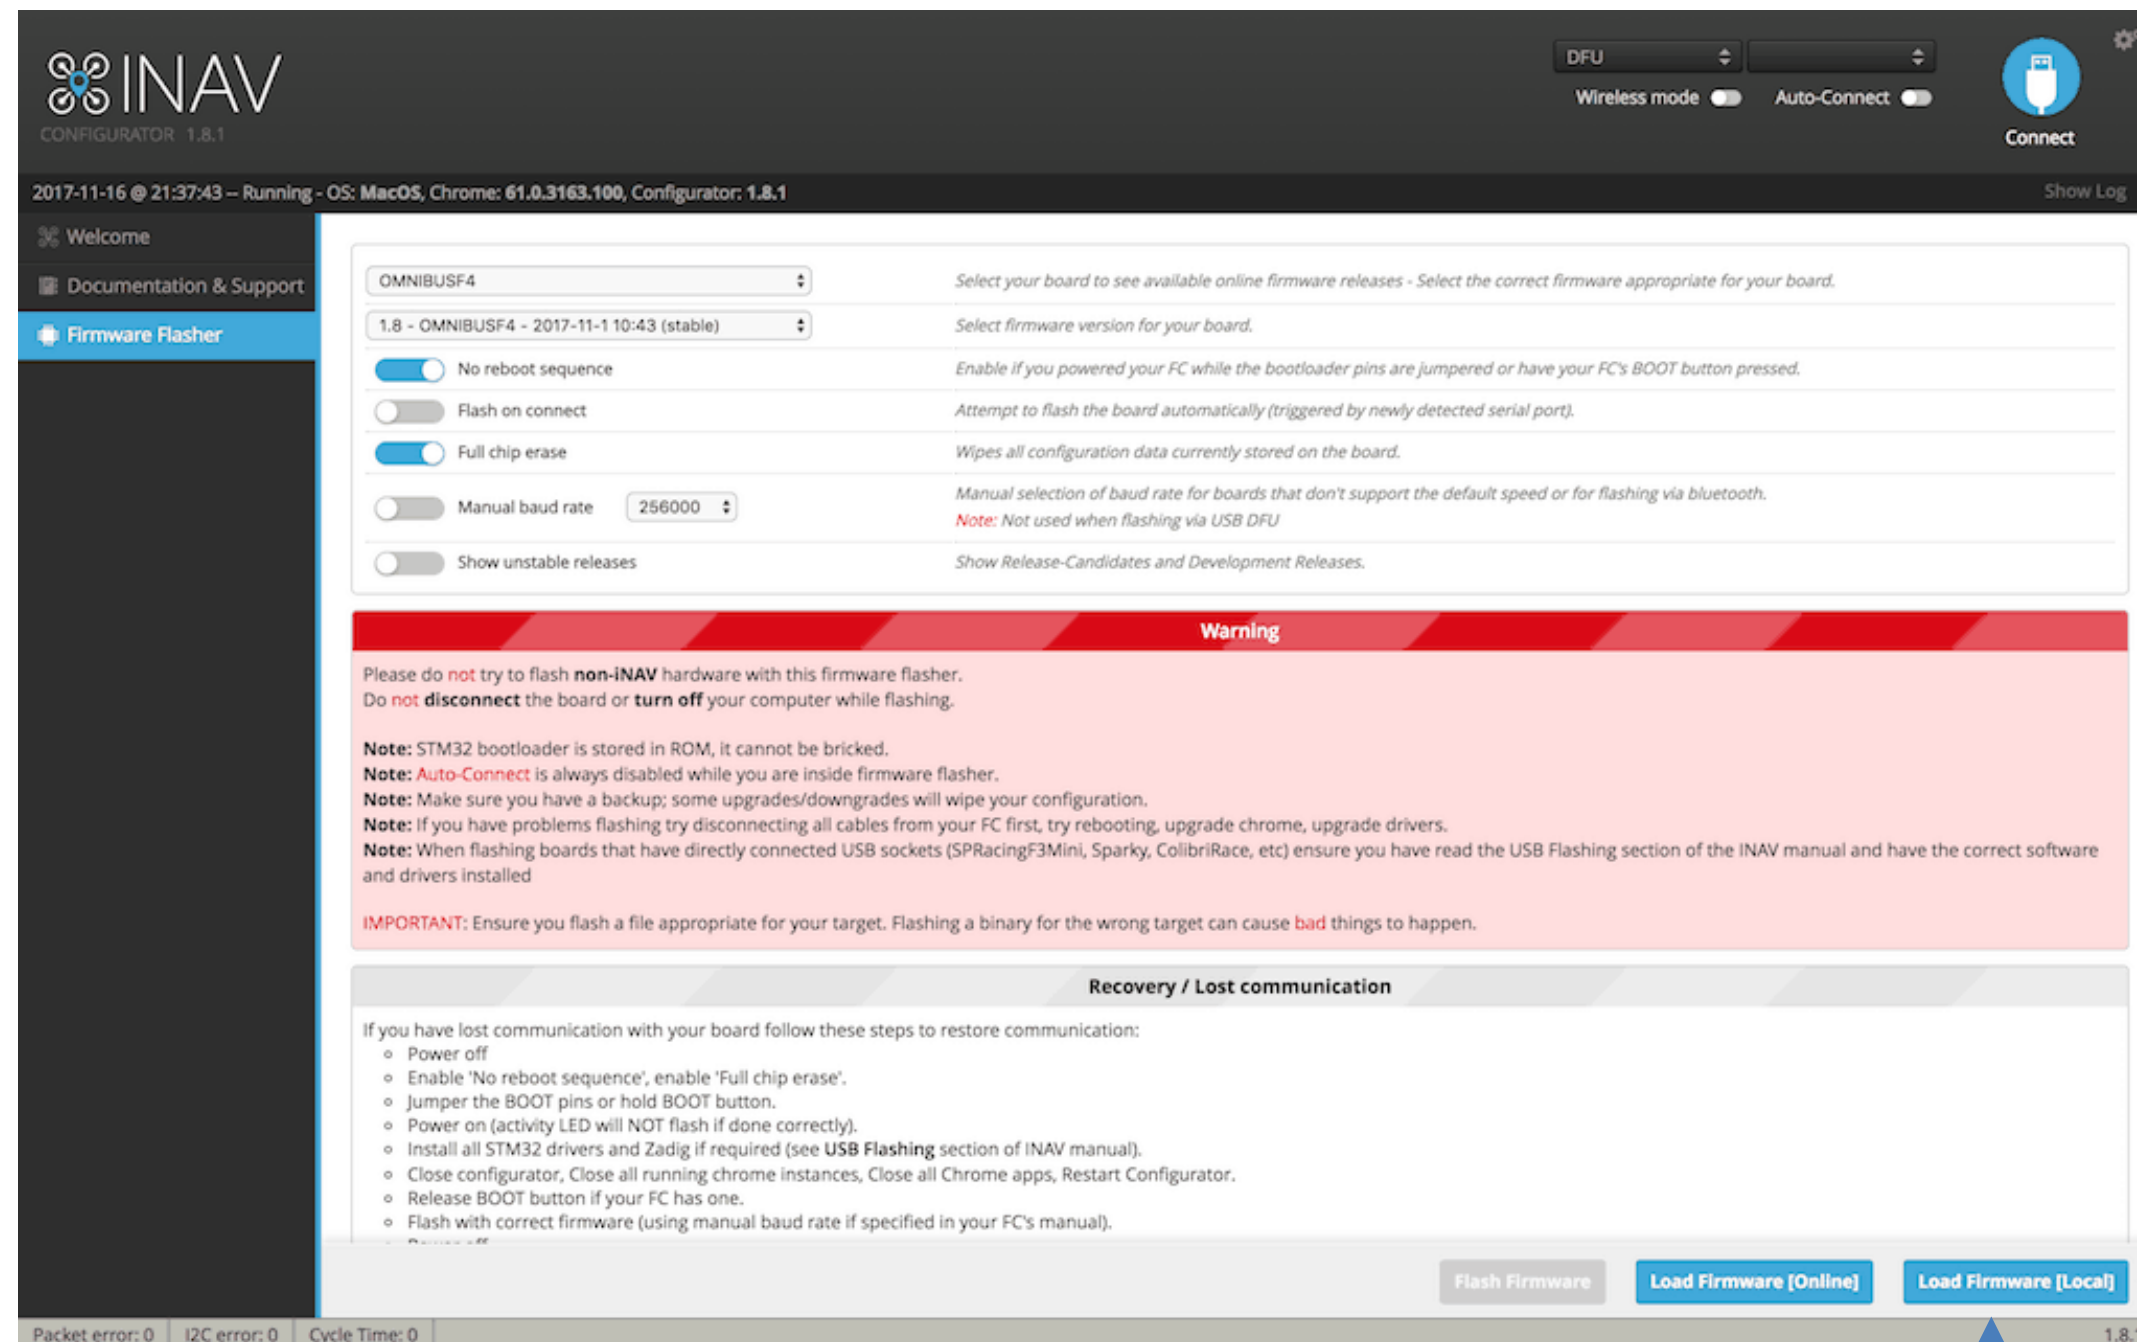 INAV
CONFIGURATOR 1.8.1
DFU
Wireless mode
Auto-Connect
Connect
2017-11-16 @ 21:37:43 -- Running - OS: MacOS, Chrome: 61.0.3163.100, Configurator: 1.8.1
Show Log
Welcome
Documentation & Support
Firmware Flasher
OMNIBUSF4
Select your board to see available online firmware releases - Select the correct firmware appropriate for your board.
1.8 - OMNIBUSF4 - 2017-11-1 10:43 (stable)
Select firmware version for your board.
No reboot sequence
Enable if you powered your FC while the bootloader pins are jumpered or have your FC's BOOT button pressed.
Flash on connect
Attempt to flash the board automatically (triggered by newly detected serial port).
Full chip erase
Wipes all configuration data currently stored on the board.
Manual baud rate
256000
Manual selection of baud rate for boards that don't support the default speed or for flashing via bluetooth.
Note: Not used when flashing via USB DFU
Show unstable releases
Show Release-Candidates and Development Releases.
Warning
Please do not try to flash non-iNAV hardware with this firmware flasher.
Do not disconnect the board or turn off your computer while flashing.
Note: STM32 bootloader is stored in ROM, it cannot be bricked.
Note: Auto-Connect is always disabled while you are inside firmware flasher.
Note: Make sure you have a backup; some upgrades/downgrades will wipe your configuration.
Note: If you have problems flashing try disconnecting all cables from your FC first, try rebooting, upgrade chrome, upgrade drivers.
Note: When flashing boards that have directly connected USB sockets (SPRacingF3Mini, Sparky, ColibriRace, etc) ensure you have read the USB Flashing section of the INAV manual and have the correct software
and drivers installed
IMPORTANT: Ensure you flash a file appropriate for your target. Flashing a binary for the wrong target can cause bad things to happen.
Recovery / Lost communication
If you have lost communication with your board follow these steps to restore communication:
Power off
Enable 'No reboot sequence', enable 'Full chip erase'.
Jumper the BOOT pins or hold BOOT button.
Power on (activity LED will NOT flash if done correctly).
Install all STM32 drivers and Zadig if required (see USB Flashing section of INAV manual).
Close configurator, Close all running chrome instances, Close all Chrome apps, Restart Configurator.
Release BOOT button if your FC has one.
Flash with correct firmware (using manual baud rate if specified in your FC's manual).
Flash Firmware
Load Firmware [Online]
Load Firmware [Local]
Packet error: 0
I2C error: 0
Cycle Time: 0
1.8.1